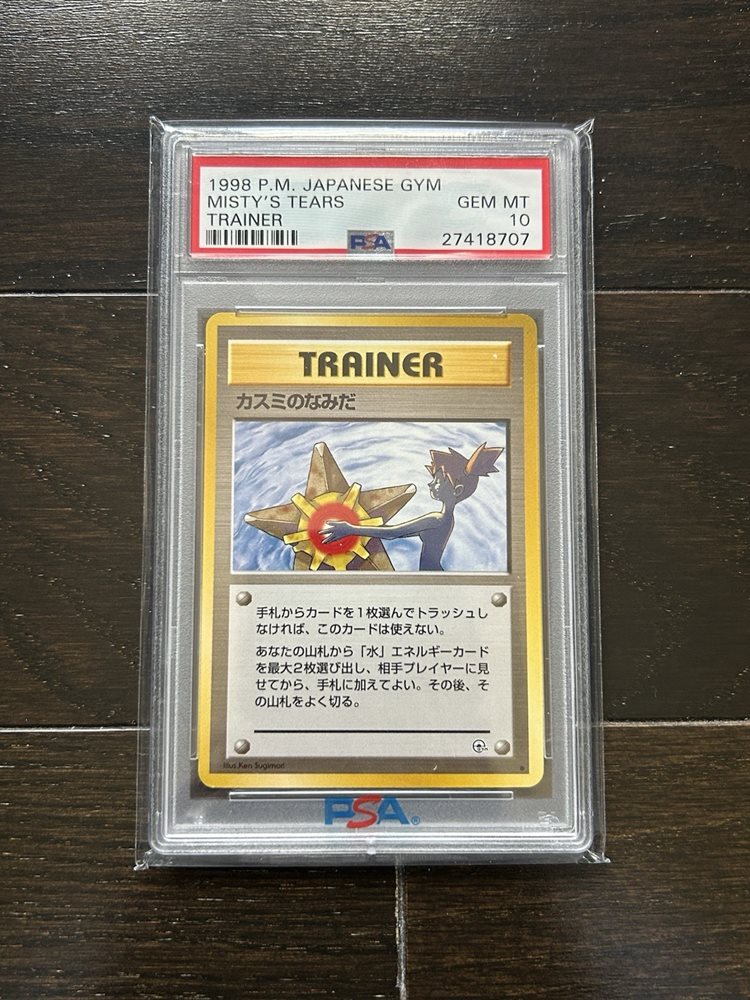 1998 P.M. JAPANESE GYM
MISTY'S TEARS GEM MT
TRAINER 10
PSA 27418707
TRAINER
カスミのなみだ
手札からカードを1枚選んでトラッシュし
なければ、このカードは使えない。
あなたの山札から「水」エネルギーカード
を最大2枚選び出し、相手プレイヤーに見
せてから、手札に加えてよい。その後、そ
の山札をよく切る。
Illus.Ken Sugimori
PSA®